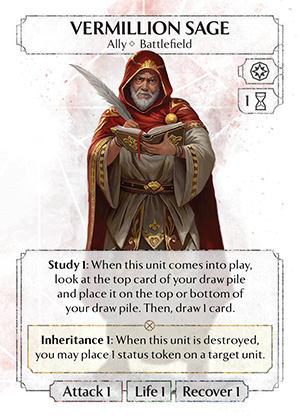 VERMILLION SAGE
Ally ◇ Battlefield
1
Study 1: When this unit comes into play,
look at the top card of your draw pile
and place it on the top or bottom of
your draw pile. Then, draw 1 card.
Inheritance 1: When this unit is destroyed,
you may place 1 status token on a target unit.
Attack 1 Life 1 Recover 1